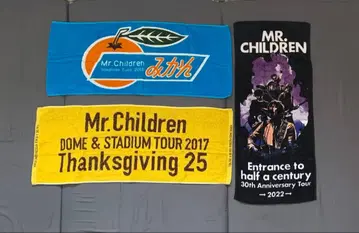 Mr.Children
みかん
Mr.Children
DOME & STADIUM TOUR 2017
Thanksgiving 25
MR.
CHILDREN
Entrance to
half a century
30th Anniversary Tour
→2022→